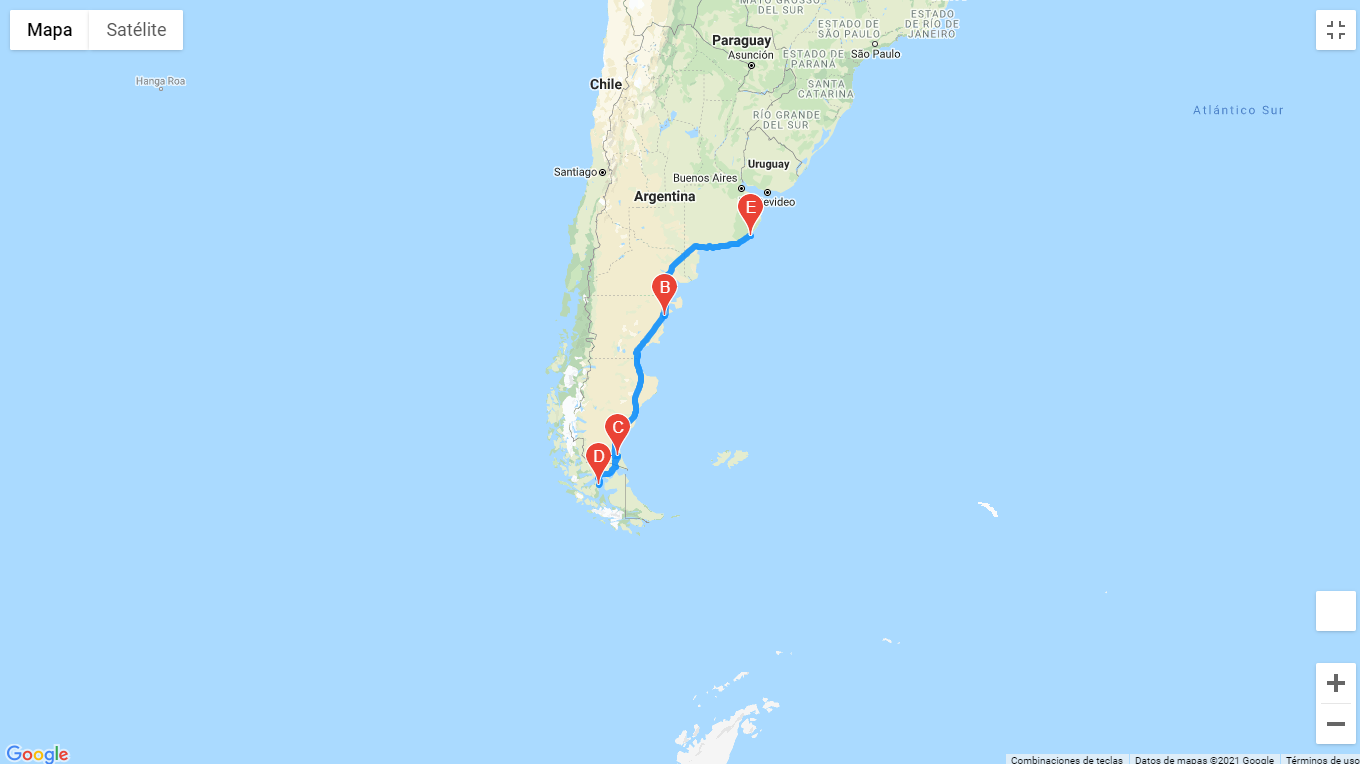 Mapa
Satélite
MATO GROSSO
DEL SUR
ESTADO
DE RÍO DE
JANEIRO
ESTADO DE
SÃO PAULO
São Paulo
Paraguay
Asunción
ESTADO DE
PARANÁ
SANTA
CATARINA
RÍO GRANDE
DEL SUR
Hanga Roa
Chile
Atlántico Sur
Uruguay
Santiago
Buenos Aires
Argentina
evideo
E
B
C
D
Google
Combinaciones de teclas
Datos de mapas ©2021 Google
Términos de uso